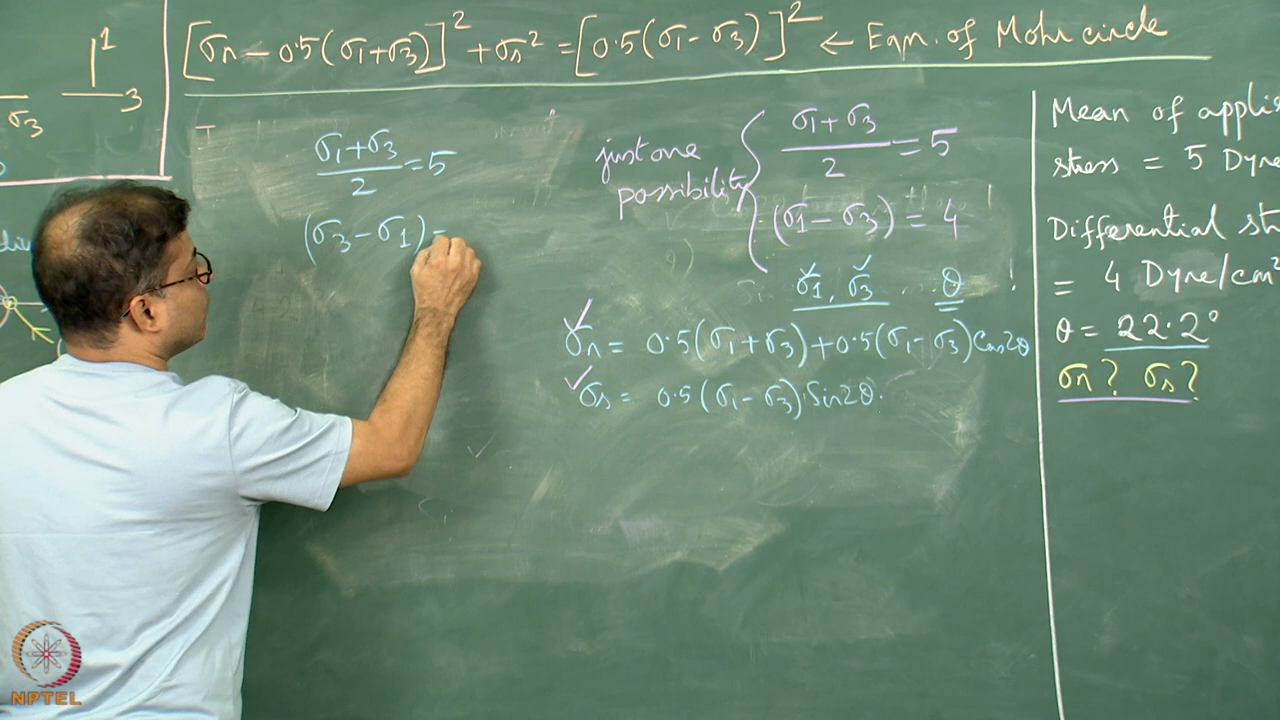 [σn - 0.5(σ1+σ3)]² + σs² = [0.5(σ1 - σ3)]² ← Eqn. of Mohr circle
1
3
σ3
(σ1+σ3)/2 = 5
(σ3 - σ1) =
just one
possibility
(σ1+σ3)/2 = 5
(σ1 - σ3) = 4
σ1, σ3 θ
σn = 0.5(σ1+σ3)+0.5(σ1-σ3)Cos2θ
σs = 0.5(σ1-σ3).Sin2θ.
Mean of applie
stress = 5 Dyne
Differential st
= 4 Dyne/cm²
θ = 22.2°
σn? σs?
NPTEL